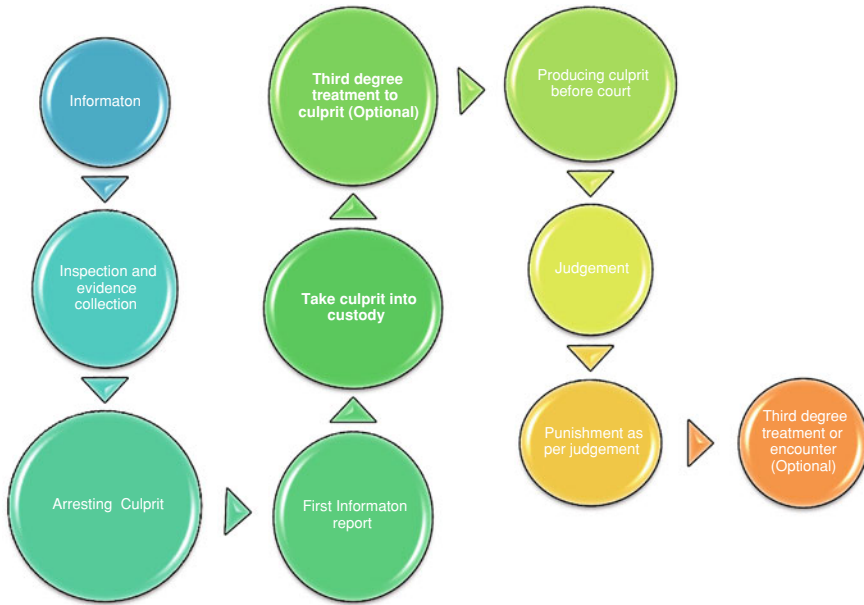 Informaton
Inspection and
evidence
collection
Arresting Culprit
First Informaton
report
Take culprit into
custody
Third degree
treatment to
culprit (Optional)
Producing culprit
before court
Judgement
Punishment as
per judgement
Third degree
treatment or
encounter
(Optional)